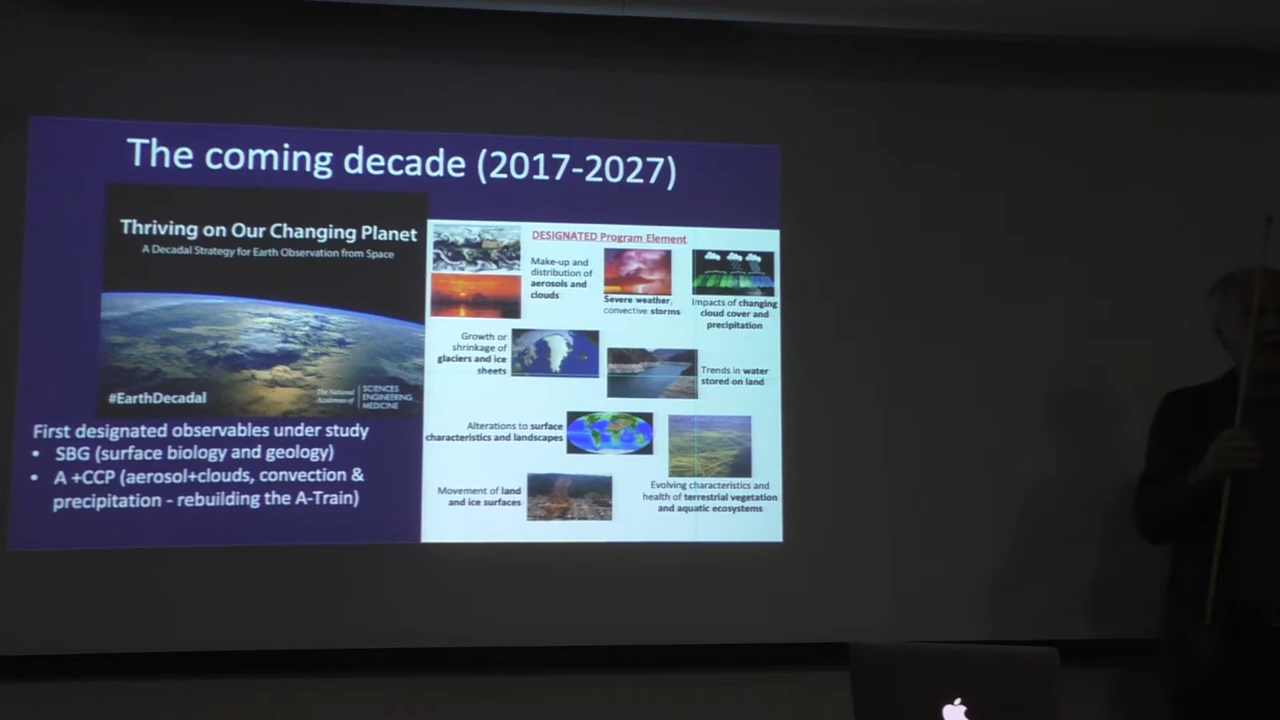 The coming decade (2017-2027)
Thriving on Our Changing Planet
A Decadal Strategy for Earth Observation from Space
#EarthDecadal
The National
Academies of
SCIENCES
ENGINEERING
MEDICINE
First designated observables under study
• SBG (surface biology and geology)
• A +CCP (aerosol+clouds, convection &
precipitation - rebuilding the A-Train)
DESIGNATED Program Element
Make-up and
distribution of
aerosols and
clouds
Severe weather,
convective storms
Impacts of changing
cloud cover and
precipitation
Growth or
shrinkage of
glaciers and ice
sheets
Trends in water
stored on land
Alterations to surface
characteristics and landscapes
Evolving characteristics and
health of terrestrial vegetation
and aquatic ecosystems
Movement of land
and ice surfaces